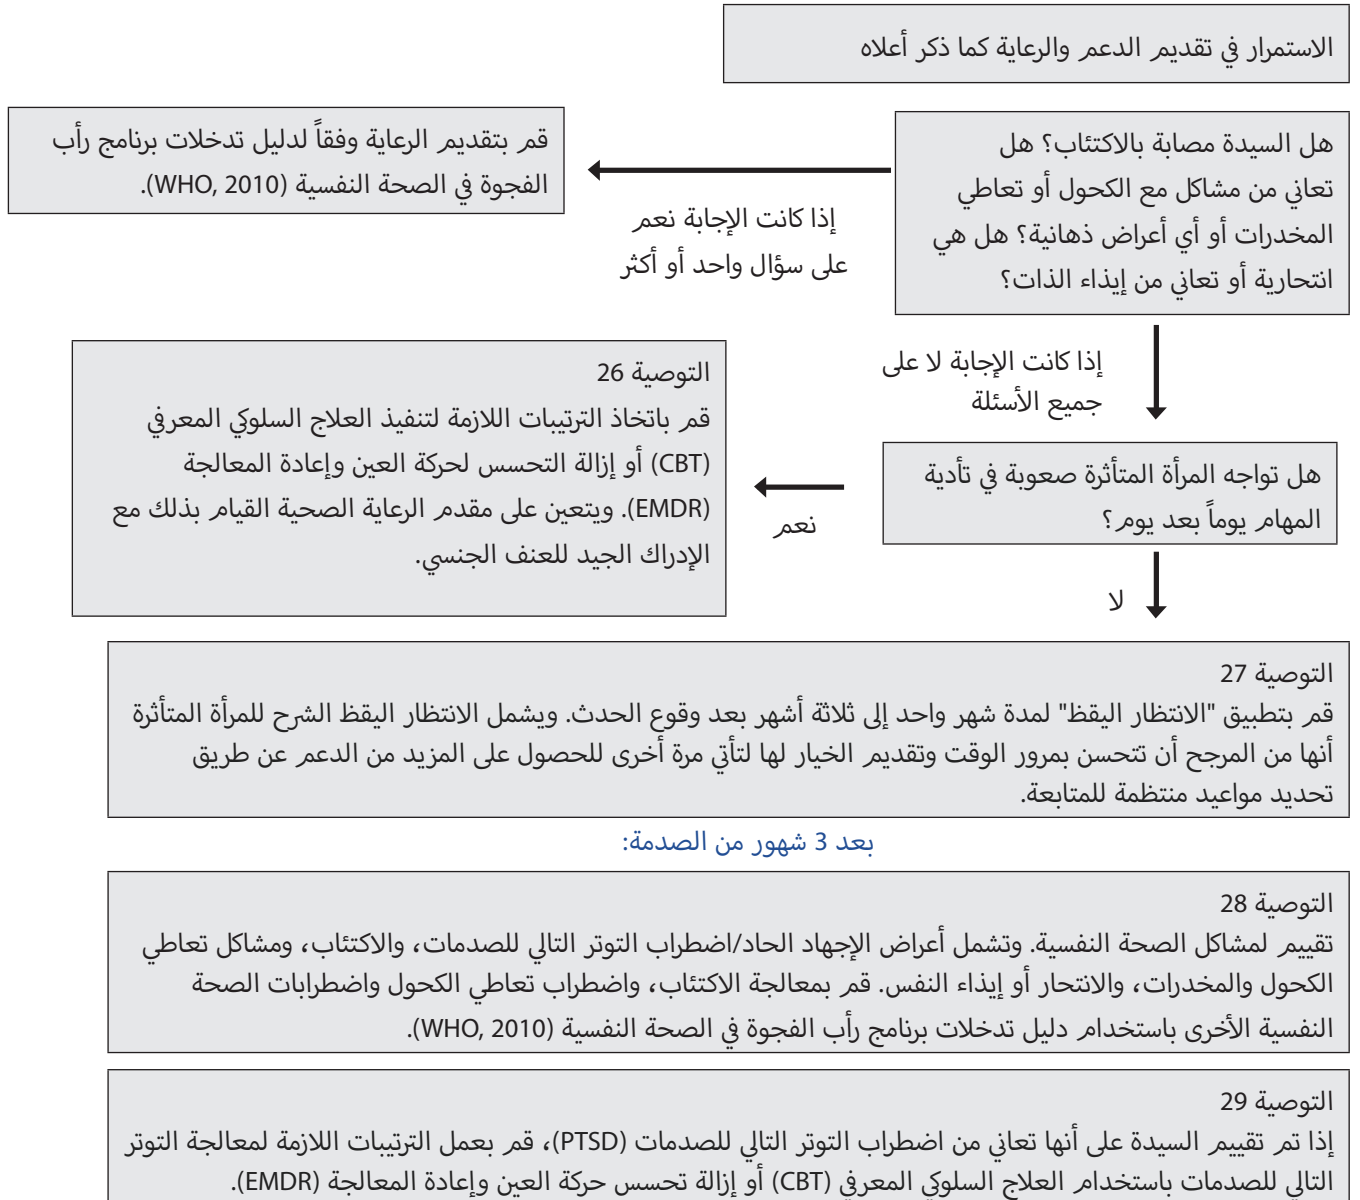 الاستمرار في تقديم الدعم والرعاية كما ذكر أعلاه
هل السيدة مصابة بالاكتئاب؟ هل
تعاني من مشاكل مع الكحول أو تعاطي
المخدرات أو أي أعراض ذهانية؟ هل هي
انتحارية أو تعاني من إيذاء الذات؟
قم بتقديم الرعاية وفقاً لدليل تدخلات برنامج رأب
الفجوة في الصحة النفسية (WHO, 2010).
إذا كانت الإجابة نعم
على سؤال واحد أو أكثر
إذا كانت الإجابة لا على
جميع الأسئلة
هل تواجه المرأة المتأثرة صعوبة في تأدية
المهام يوماً بعد يوم؟
نعم
التوصية 26
قم باتخاذ الترتيبات اللازمة لتنفيذ العلاج السلوكي المعرفي
(CBT) أو إزالة التحسس لحركة العين وإعادة المعالجة
(EMDR). ويتعين على مقدم الرعاية الصحية القيام بذلك مع
الإدراك الجيد للعنف الجنسي.
لا
التوصية 27
قم بتطبيق "الانتظار اليقظ" لمدة شهر واحد إلى ثلاثة أشهر بعد وقوع الحدث. ويشمل الانتظار اليقظ الشرح للمرأة المتأثرة
أنها من المرجح أن تتحسن بمرور الوقت وتقديم الخيار لها لتأتي مرة أخرى للحصول على المزيد من الدعم عن طريق
تحديد مواعيد منتظمة للمتابعة.
بعد 3 شهور من الصدمة:
التوصية 28
تقييم لمشاكل الصحة النفسية. وتشمل أعراض الإجهاد الحاد/اضطراب التوتر التالي للصدمات، والاكتئاب، ومشاكل تعاطي
الكحول والمخدرات، والانتحار أو إيذاء النفس. قم بمعالجة الاكتئاب، واضطراب تعاطي الكحول واضطرابات الصحة
النفسية الأخرى باستخدام دليل تدخلات برنامج رأب الفجوة في الصحة النفسية (WHO, 2010).
التوصية 29
إذا تم تقييم السيدة على أنها تعاني من اضطراب التوتر التالي للصدمات (PTSD)، قم بعمل الترتيبات اللازمة لمعالجة التوتر
التالي للصدمات باستخدام العلاج السلوكي المعرفي (CBT) أو إزالة تحسس حركة العين وإعادة المعالجة (EMDR).